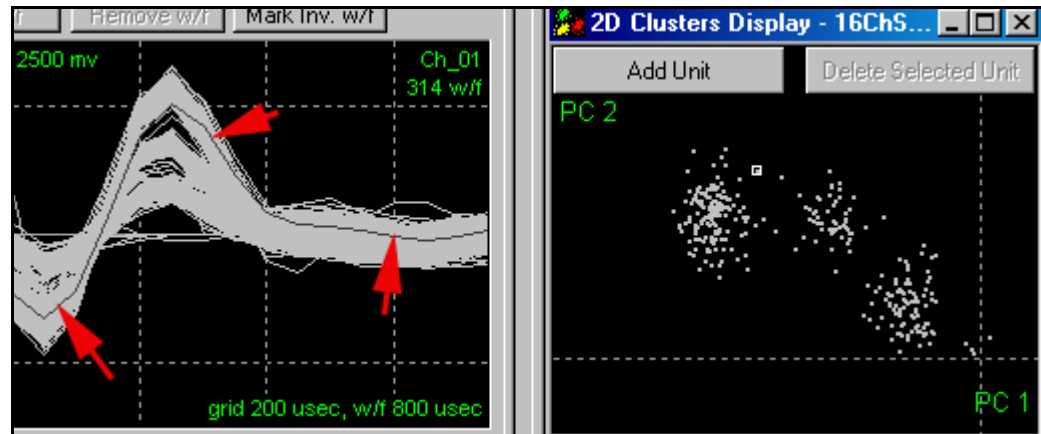 Remove w/f
Mark Inv. w/f
2500 mv
Ch_01
314 w/f
grid 200 usec, w/f 800 usec
2D Clusters Display - 16ChS...
Add Unit
Delete Selected Unit
PC 2
PC 1